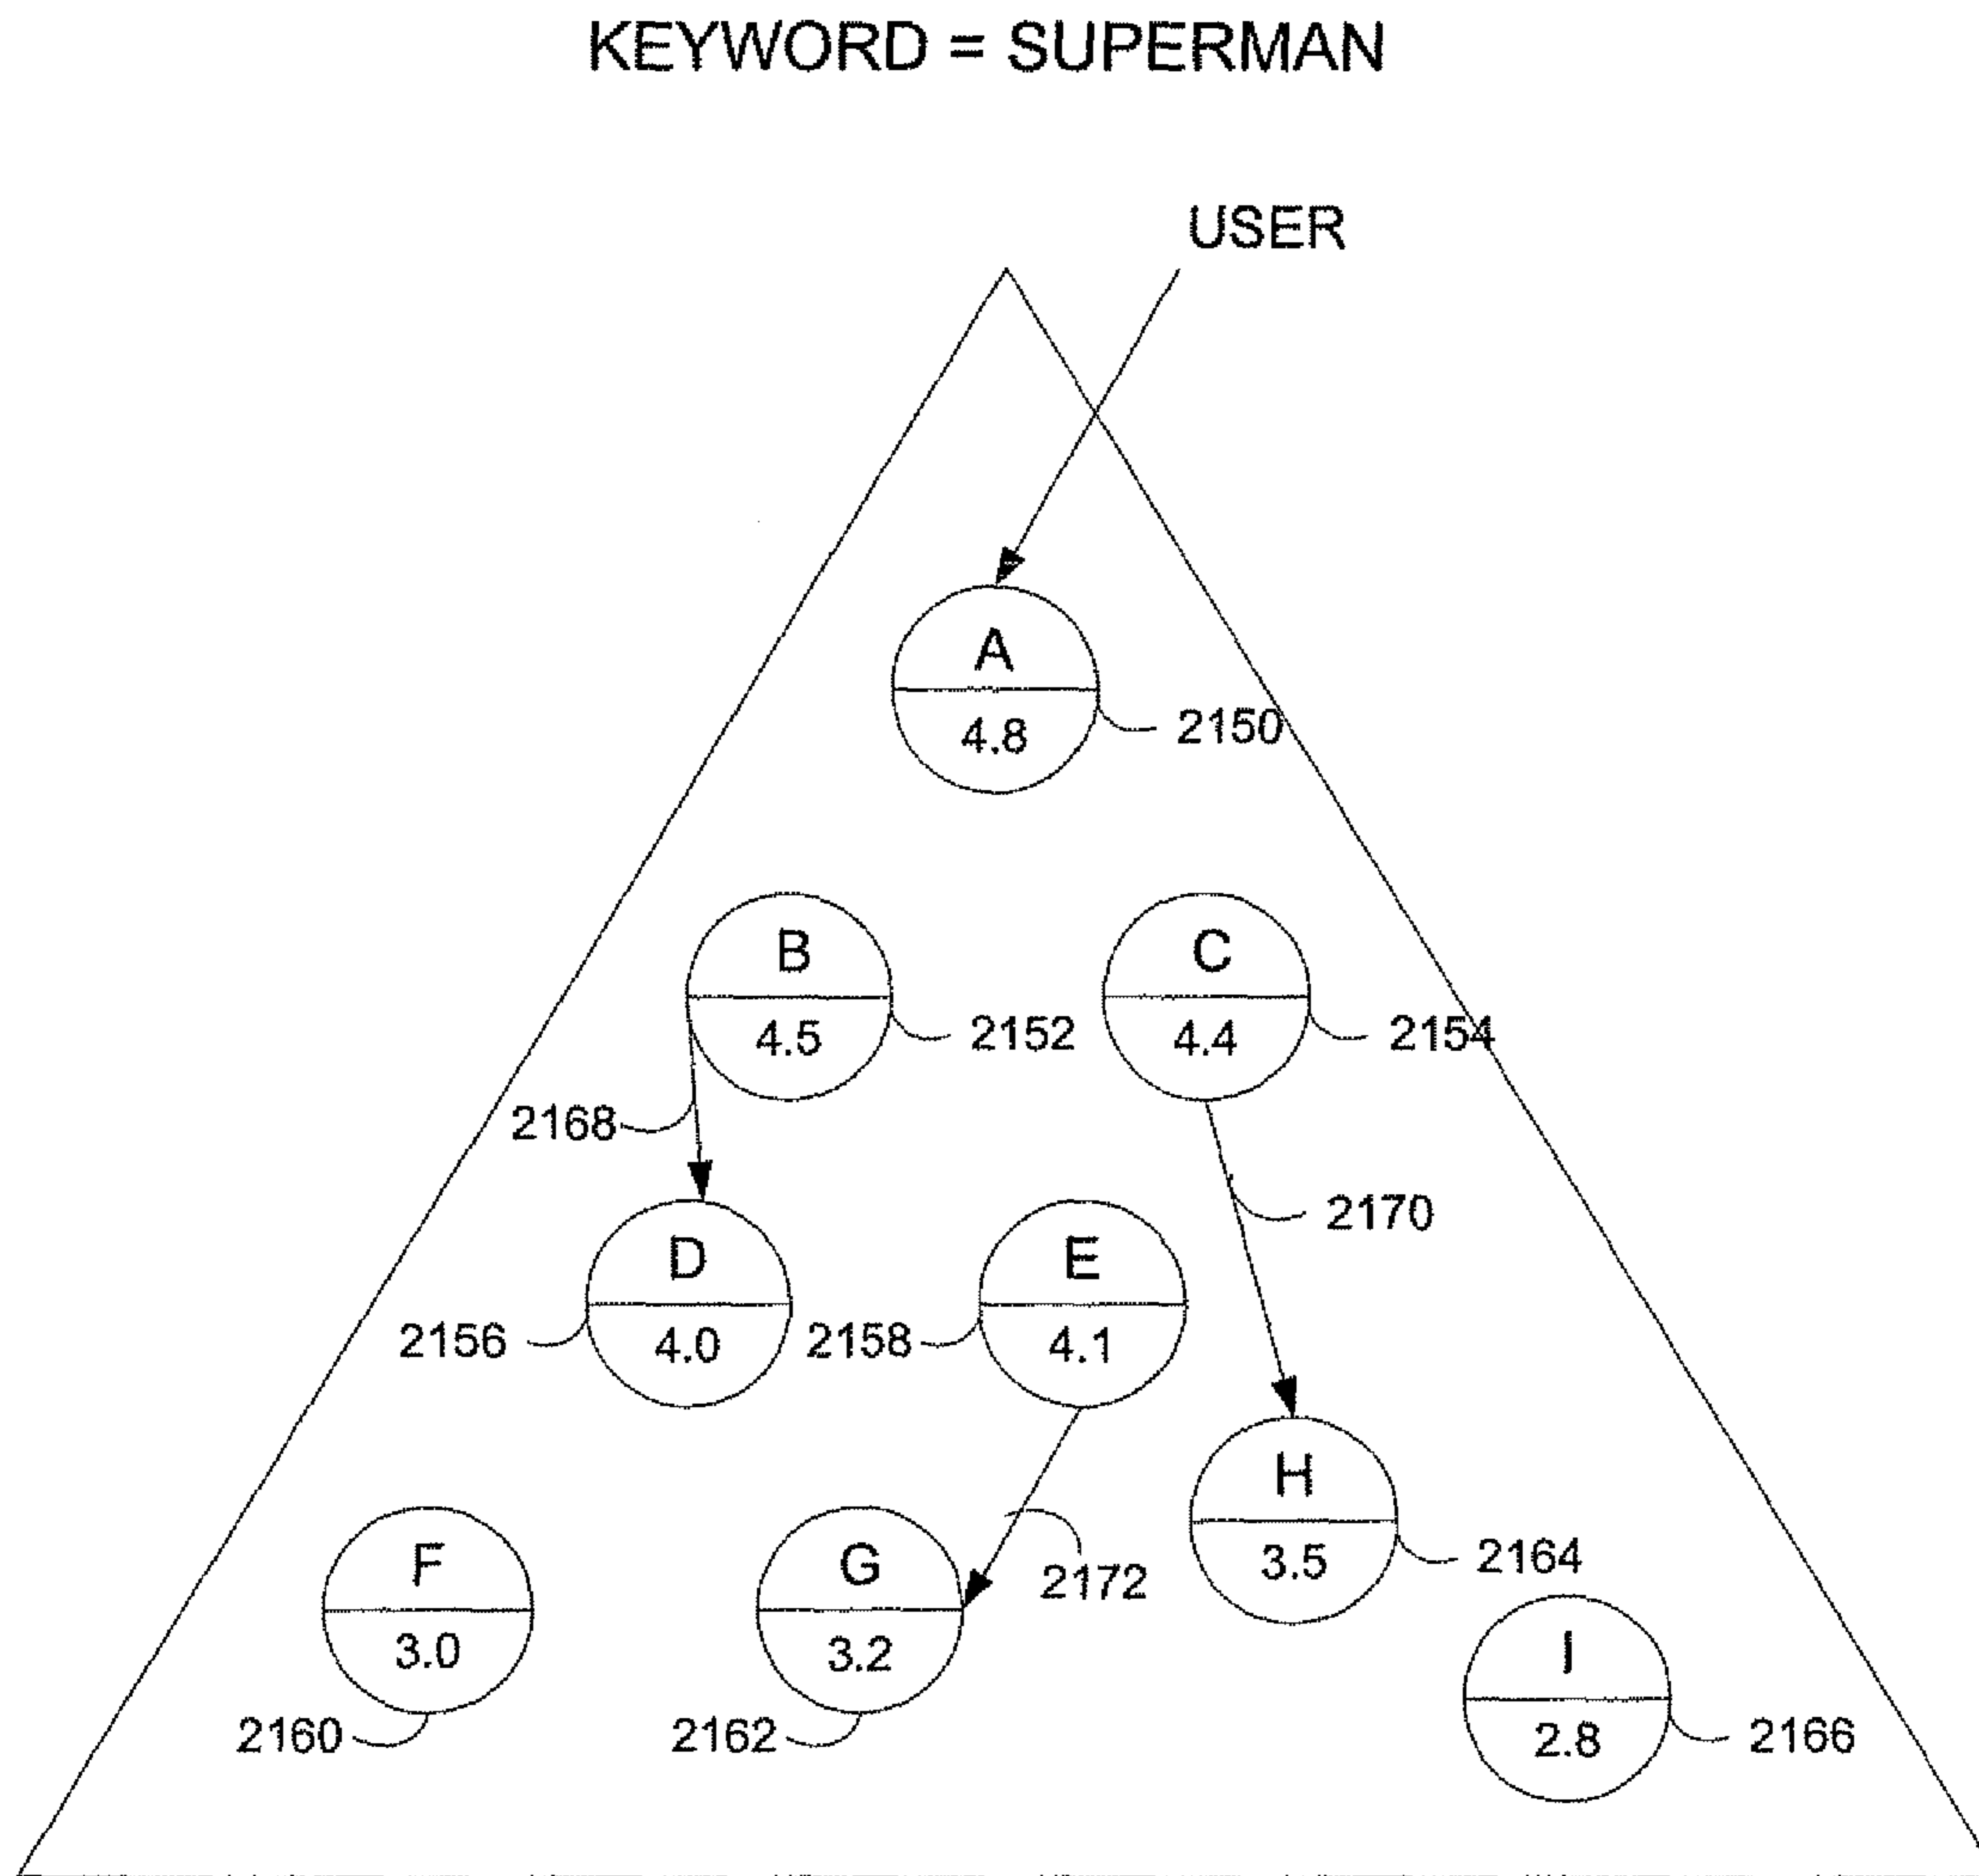 KEYWORD = SUPERMAN
USER
A
4.8
2150
B
4.5
2152
C
4.4
2154
2168
2170
D
4.0
2156
E
4.1
2158
H
3.5
2164
F
3.0
2160
G
3.2
2162
2172
I
2.8
2166